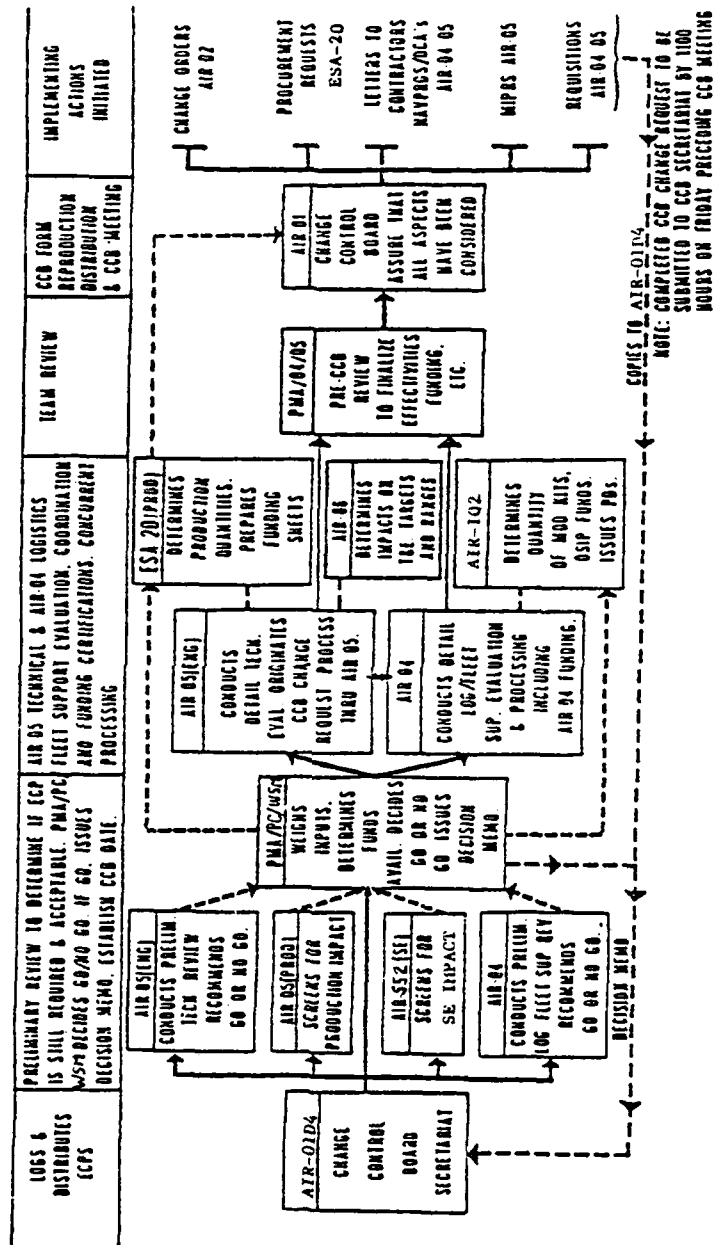 LOGS &
DISTRIBUTES
ECPS
PRELIMINARY REVIEW TO DETERMINE IF ECP
IS STILL REQUIRED & ACCEPTABLE. PMA/PC/
WSM DECIDES GO/NO GO. IF GO, ISSUES
DECISION MEMO. ESTABLISH CCB DATE.
AIR 05 TECHNICAL & AIR-04 LOGISTICS
FLEET SUPPORT EVALUATION, COORDINATION
AND FUNDING CERTIFICATIONS. CONCURRENT
PROCESSING
TEAM REVIEW
CCB FORM
REPRODUCTION
DISTRIBUTION
& CCB MEETING
IMPLEMENTING
ACTIONS
INITIATED
AIR-01D4
CHANGE
CONTROL
BOARD
SECRETARIAT
AIR 05(ENG)
CONDUCTS PRELIM.
TECH REVIEW
RECOMMENDS
GO OR NO GO
AIR 05(PROD)
SCREENS FOR
PRODUCTION IMPACT
AIR-552(SE)
SCREENS FOR
SE IMPACT
AIR-04
CONDUCTS PRELIM.
LOG FLEET SUP REV
RECOMMENDS
GO OR NO GO.
DECISION MEMO
PMA/PC/WSM
WEIGHS
INPUTS,
DETERMINES
FUNDS
AVAIL. DECIDES
GO OR NO
GO ISSUES
DECISION
MEMO.
AIR 05(ENG)
CONDUCTS
DETAIL TECH.
EVAL ORIGINATES
CCB CHANGE
REQUEST PROCESS
THRU AIR 05.
AIR 04
CONDUCTS DETAIL
LOG/FLEET
SUP. EVALUATION
& PROCESSING
INCLUDING
AIR 04 FUNDING.
ESA 20(PROD)
DETERMINES
PRODUCTION
QUANTITIES.
PREPARES
FUNDING
SHEETS
AIR-06
DETERMINES
IMPACTS ON
T&E TARGETS
AND RANGES
AIR-102
DETERMINES
QUANTITY
OF MOD KITS,
OSIP FUNDS.
ISSUES PDs.
PMA/04/05
PRE-CCB
REVIEW
TO FINALIZE
EFFECTIVITIES
FUNDING,
ETC.
AIR 01
CHANGE
CONTROL
BOARD
ASSURE THAT
ALL ASPECTS
HAVE BEEN
CONSIDERED
CHANGE ORDERS
AIR 02
PROCUREMENT
REQUESTS
ESA-20
LETTERS TO
CONTRACTORS
NAVPROS/DCA's
AIR-04 05
MIPRS AIR-05
REQUISITIONS
AIR-04 05
COPIES TO AIR-01D4
NOTE: COMPLETED CCB CHANGE REQUEST TO BE
SUBMITTED TO CCB SECRETARIAT BY 1100
HOURS ON FRIDAY PRECEDING CCB MEETING